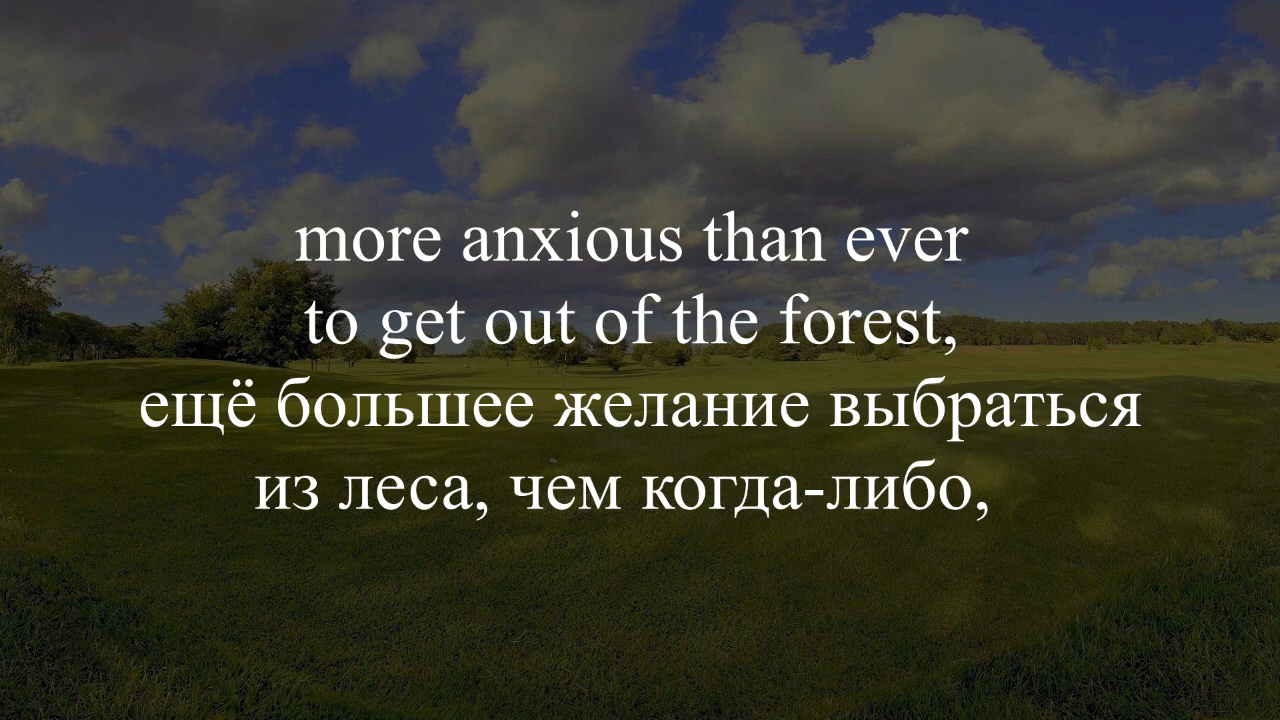 more anxious than ever
to get out of the forest,
ещё большее желание выбраться
из леса, чем когда-либо,